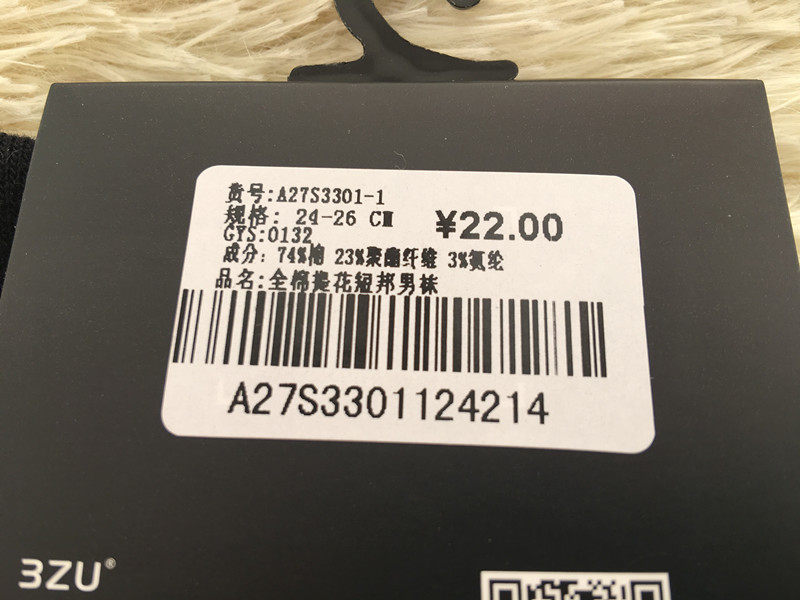 货号:A27S3301-1
规格: 24-26 CM
¥22.00
GYS:0132
成分: 74%棉 23%聚酯纤维 3%氨纶
品名:全棉提花短邦男袜
A27S3301124214
3ZU®